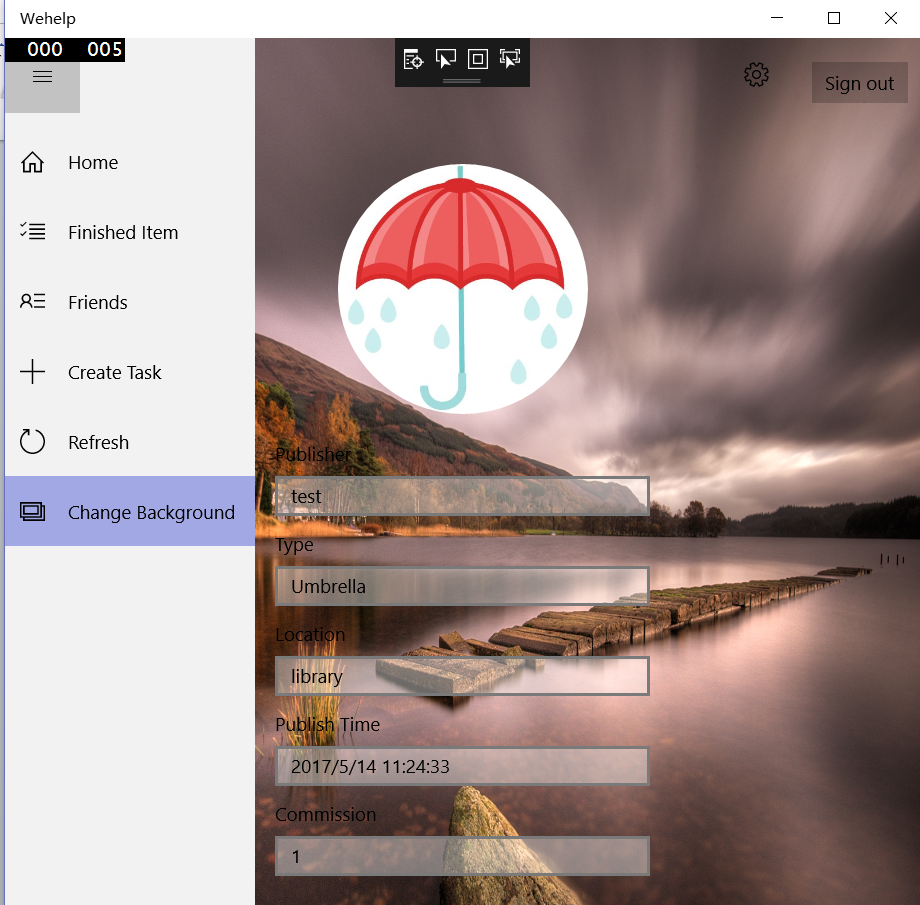 Wehelp
000 005
Sign out
Home
Finished Item
Friends
Create Task
Refresh
Change Background
Publisher
test
Type
Umbrella
Location
library
Publish Time
2017/5/14 11:24:33
Commission
1